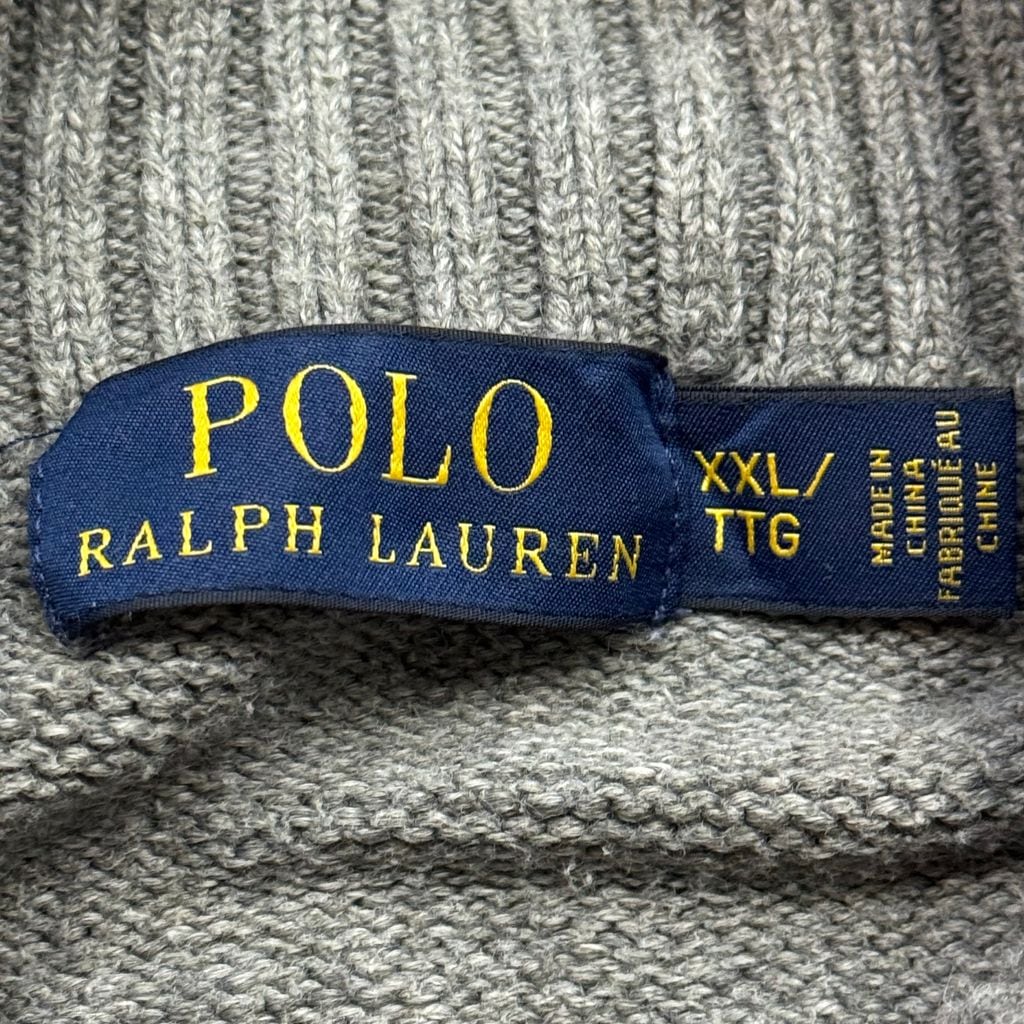 POLO
RALPH LAUREN
XXL/
TTG
MADE IN
CHINA
FABRIQUÉ AU
CHINE